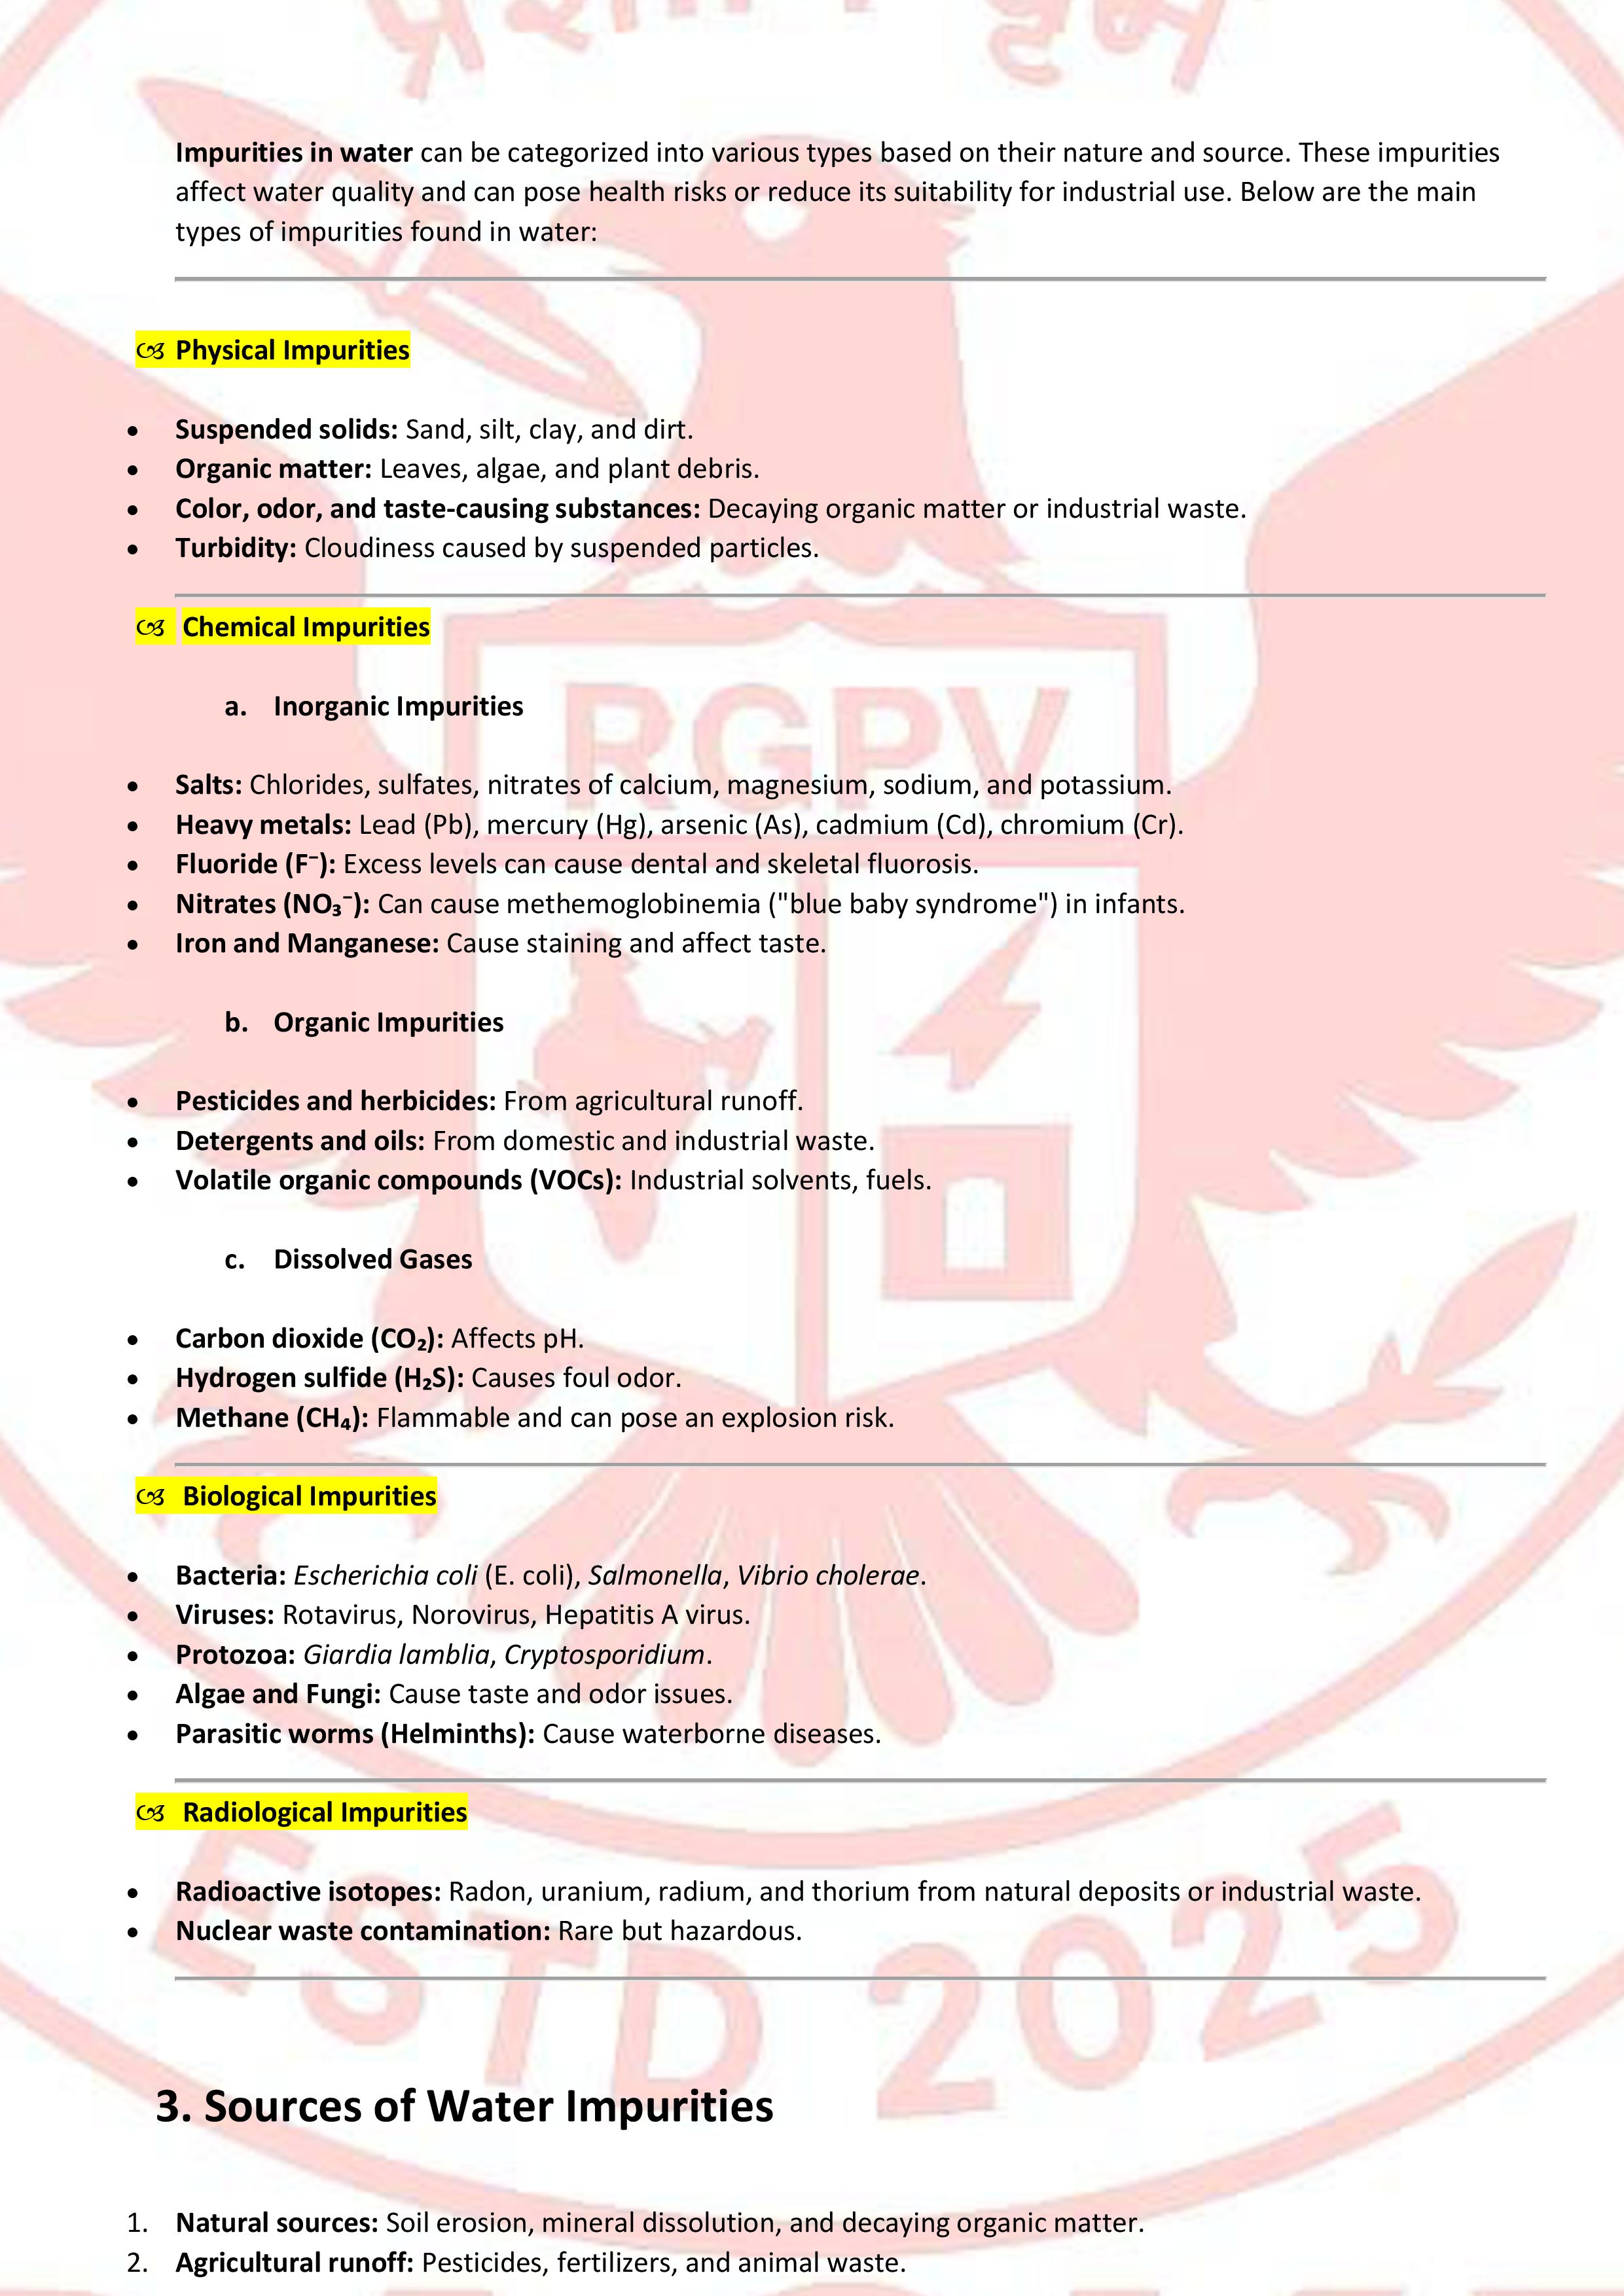 Impurities in water can be categorized into various types based on their nature and source. These impurities
affect water quality and can pose health risks or reduce its suitability for industrial use. Below are the main
types of impurities found in water:
Physical Impurities
• Suspended solids: Sand, silt, clay, and dirt.
• Organic matter: Leaves, algae, and plant debris.
• Color, odor, and taste-causing substances: Decaying organic matter or industrial waste.
• Turbidity: Cloudiness caused by suspended particles.
Chemical Impurities
a. Inorganic Impurities
RGPV
• Salts: Chlorides, sulfates, nitrates of calcium, magnesium, sodium, and potassium.
• Heavy metals: Lead (Pb), mercury (Hg), arsenic (As), cadmium (Cd), chromium (Cr).
• Fluoride (F⁻): Excess levels can cause dental and skeletal fluorosis.
• Nitrates (NO₃⁻): Can cause methemoglobinemia ("blue baby syndrome") in infants.
• Iron and Manganese: Cause staining and affect taste.
b. Organic Impurities
• Pesticides and herbicides: From agricultural runoff.
• Detergents and oils: From domestic and industrial waste.
• Volatile organic compounds (VOCs): Industrial solvents, fuels.
c. Dissolved Gases
• Carbon dioxide (CO₂): Affects pH.
• Hydrogen sulfide (H₂S): Causes foul odor.
• Methane (CH₄): Flammable and can pose an explosion risk.
Biological Impurities
• Bacteria: Escherichia coli (E. coli), Salmonella, Vibrio cholerae.
• Viruses: Rotavirus, Norovirus, Hepatitis A virus.
• Protozoa: Giardia lamblia, Cryptosporidium.
• Algae and Fungi: Cause taste and odor issues.
• Parasitic worms (Helminths): Cause waterborne diseases.
Radiological Impurities
• Radioactive isotopes: Radon, uranium, radium, and thorium from natural deposits or industrial waste.
• Nuclear waste contamination: Rare but hazardous.
ESTD 2025
3. Sources of Water Impurities
1. Natural sources: Soil erosion, mineral dissolution, and decaying organic matter.
2. Agricultural runoff: Pesticides, fertilizers, and animal waste.